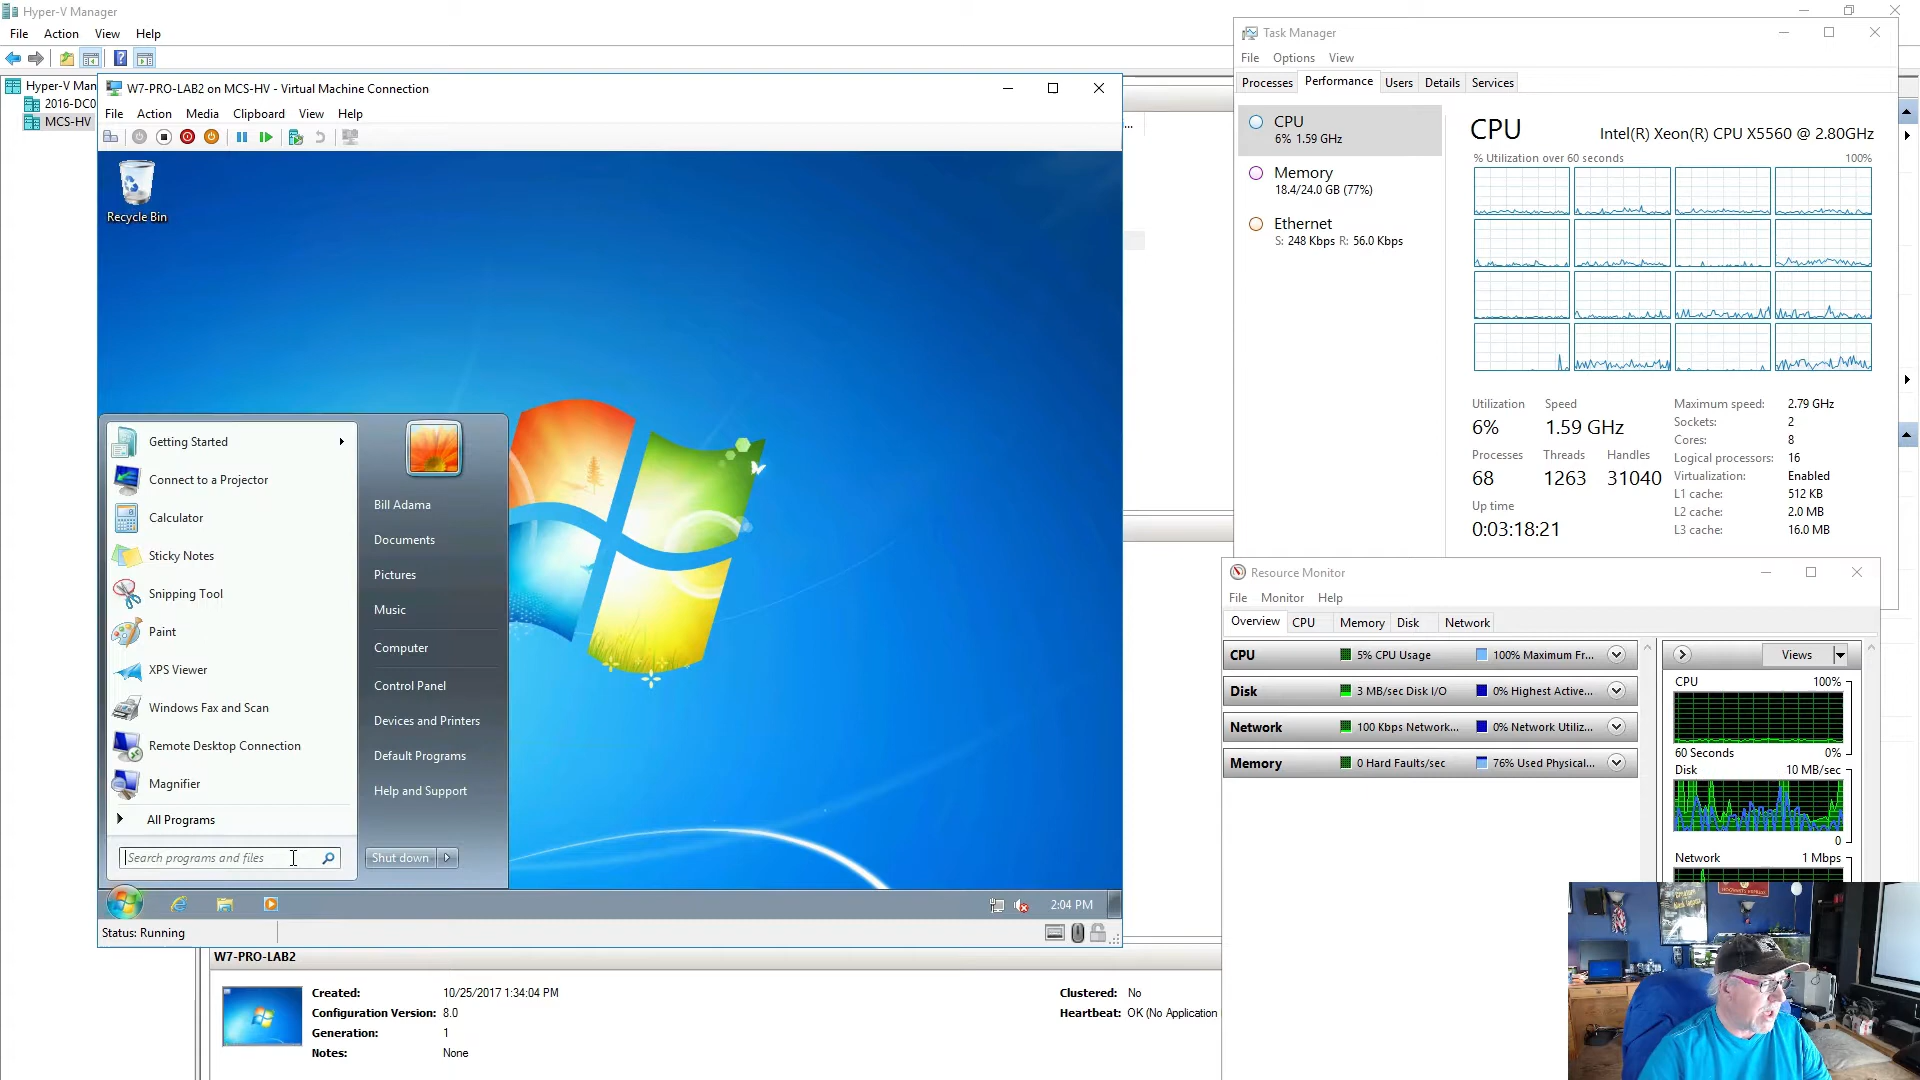 Hyper-V Manager
File Action View Help
Hyper-V Man
2016-DC0
MCS-HV
W7-PRO-LAB2 on MCS-HV - Virtual Machine Connection
File Action Media Clipboard View Help
Recycle Bin
Getting Started
Connect to a Projector
Calculator
Sticky Notes
Snipping Tool
Paint
XPS Viewer
Windows Fax and Scan
Remote Desktop Connection
Magnifier
All Programs
Search programs and files
Bill Adama
Documents
Pictures
Music
Computer
Control Panel
Devices and Printers
Default Programs
Help and Support
Shut down
2:04 PM
Status: Running
W7-PRO-LAB2
Created: 10/25/2017 1:34:04 PM
Configuration Version: 8.0
Generation: 1
Notes: None
Clustered: No
Heartbeat: OK (No Application
Task Manager
File Options View
Processes Performance Users Details Services
CPU
6% 1.59 GHz
Memory
18.4/24.0 GB (77%)
Ethernet
S: 248 Kbps R: 56.0 Kbps
CPU Intel(R) Xeon(R) CPU X5560 @ 2.80GHz
% Utilization over 60 seconds 100%
Utilization Speed
6% 1.59 GHz
Processes Threads Handles
68 1263 31040
Up time
0:03:18:21
Maximum speed: 2.79 GHz
Sockets: 2
Cores: 8
Logical processors: 16
Virtualization: Enabled
L1 cache: 512 KB
L2 cache: 2.0 MB
L3 cache: 16.0 MB
Resource Monitor
File Monitor Help
Overview CPU Memory Disk Network
CPU 5% CPU Usage 100% Maximum Fr...
Disk 3 MB/sec Disk I/O 0% Highest Active...
Network 100 Kbps Network... 0% Network Utiliz...
Memory 0 Hard Faults/sec 76% Used Physical...
Views
CPU 100%
60 Seconds 0%
Disk 10 MB/sec
0
Network 1 Mbps